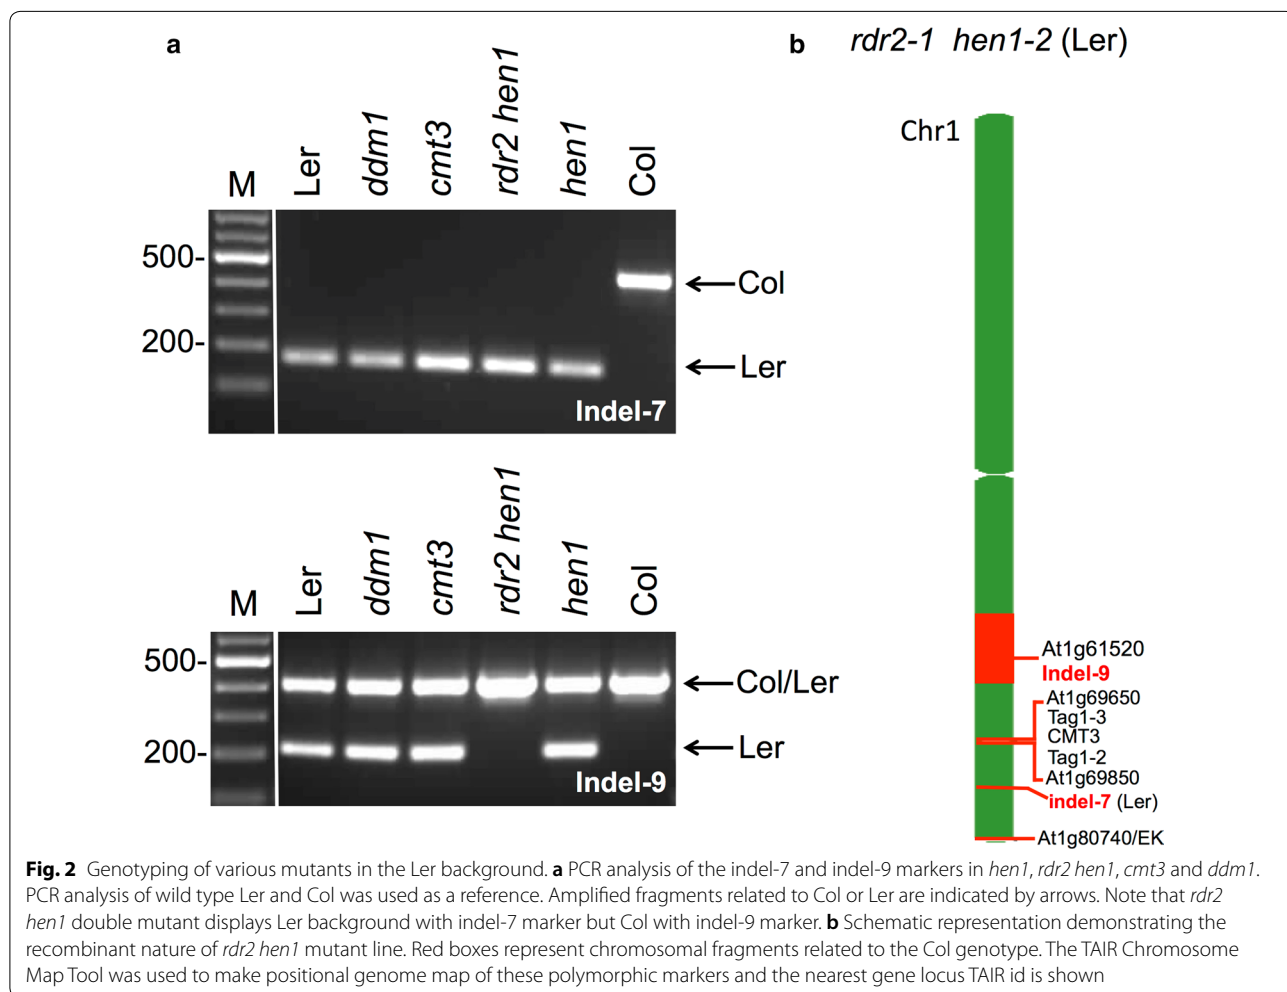 a
M
Ler
ddm1
cmt3
rdr2 hen1
hen1
Col
500-
200-
Col
Ler
Indel-7
M
Ler
ddm1
cmt3
rdr2 hen1
hen1
Col
500-
200-
Col/Ler
Ler
Indel-9
b
rdr2-1 hen1-2 (Ler)
Chr1
At1g61520
Indel-9
At1g69650
Tag1-3
CMT3
Tag1-2
At1g69850
indel-7 (Ler)
At1g80740/EK
Fig. 2 Genotyping of various mutants in the Ler background. a PCR analysis of the indel-7 and indel-9 markers in hen1, rdr2 hen1, cmt3 and ddm1.
PCR analysis of wild type Ler and Col was used as a reference. Amplified fragments related to Col or Ler are indicated by arrows. Note that rdr2
hen1 double mutant displays Ler background with indel-7 marker but Col with indel-9 marker. b Schematic representation demonstrating the
recombinant nature of rdr2 hen1 mutant line. Red boxes represent chromosomal fragments related to the Col genotype. The TAIR Chromosome
Map Tool was used to make positional genome map of these polymorphic markers and the nearest gene locus TAIR id is shown